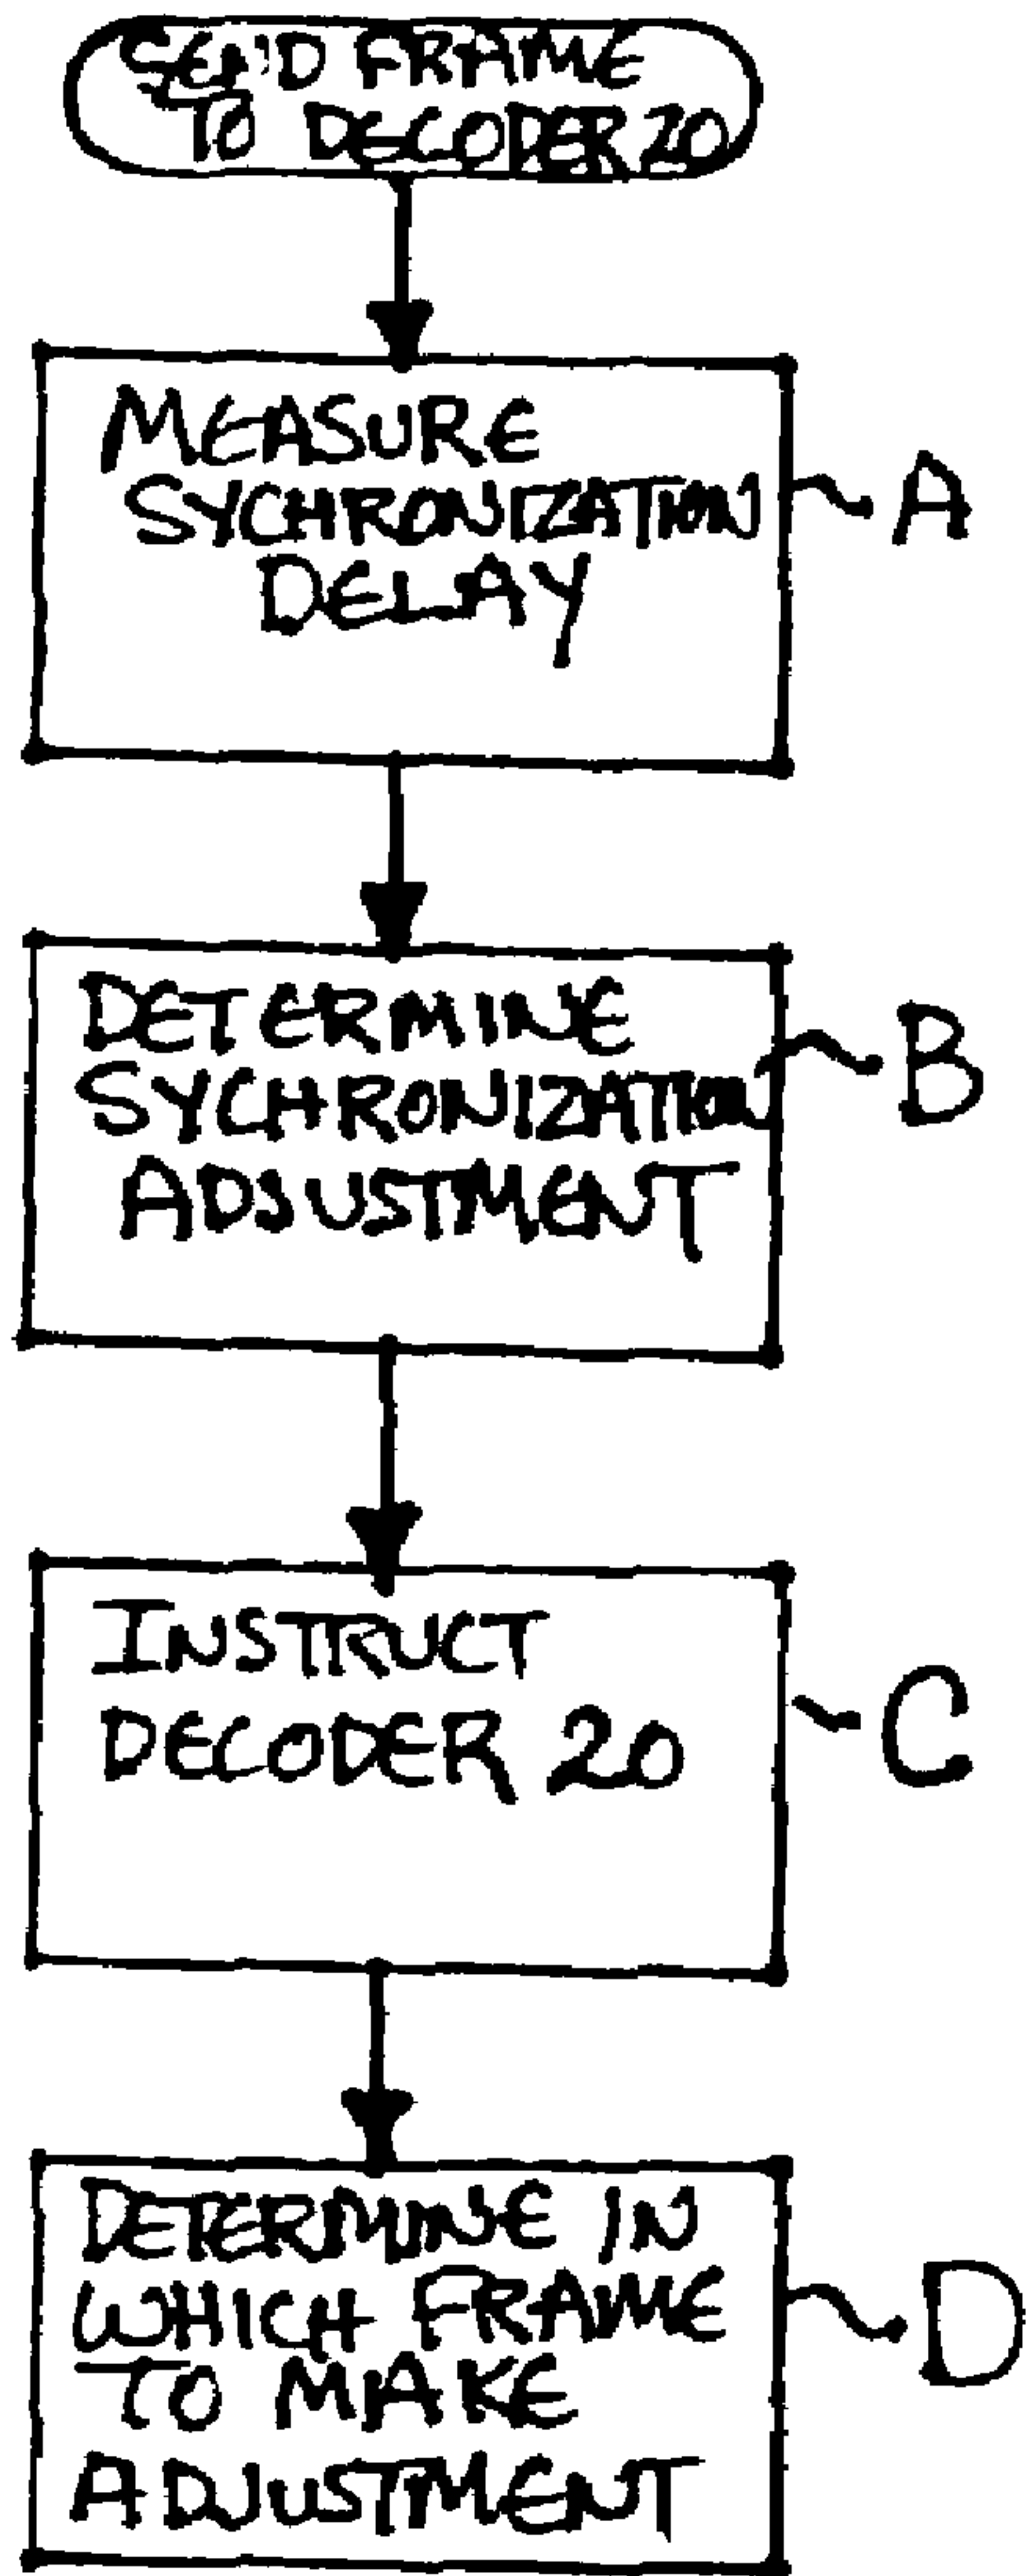 SEN'D FRAME
TO DECODER 20
MEASURE
SYCHRONIZATION
DELAY
A
DETERMINE
SYCHRONIZATION
ADJUSTMENT
B
INSTRUCT
DECODER 20
C
DETERMINE IN
WHICH FRAME
TO MAKE
ADJUSTMENT
D